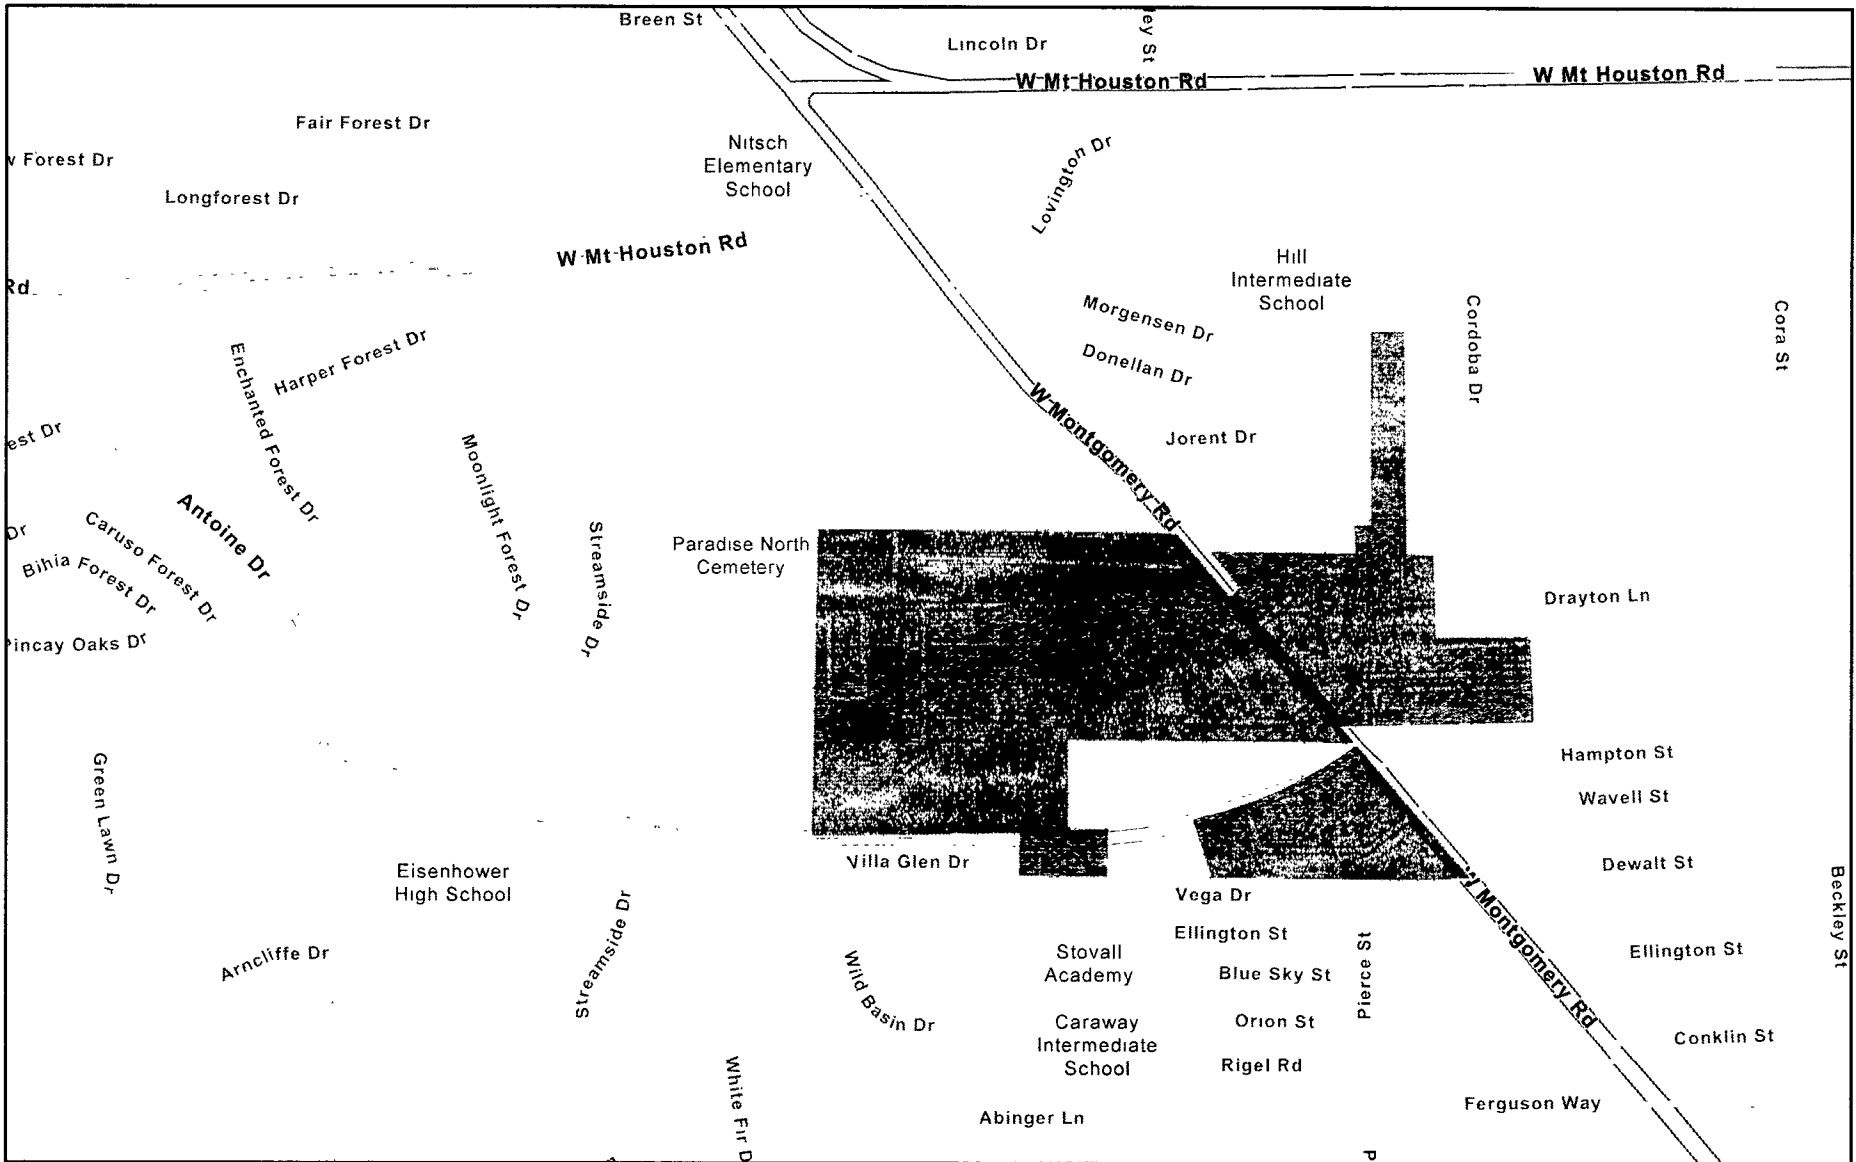 Breen St
Lincoln Dr
ley St
W Mt Houston Rd
W Mt Houston Rd
Fair Forest Dr
Nitsch
Elementary
School
Lovington Dr
w Forest Dr
Longforest Dr
W Mt Houston Rd
Hill
Intermediate
School
Rd
Morgensen Dr
Cordoba Dr
Cora St
Enchanted Forest Dr
Harper Forest Dr
Donellan Dr
W Montgomery Rd
Jorent Dr
est Dr
Moonlight Forest Dr
Antoine Dr
Caruso Forest Dr
Dr
Bihia Forest Dr
Streamside Dr
Paradise North
Cemetery
Drayton Ln
Pincay Oaks Dr
Hampton St
Green Lawn Dr
Wavell St
Villa Glen Dr
Dewalt St
Eisenhower
High School
Beckley St
Vega Dr
W Montgomery Rd
Streamside Dr
Ellington St
Pierce St
Ellington St
Arncliffe Dr
Wild Basin Dr
Stovall
Academy
Blue Sky St
Caraway
Intermediate
School
Orion St
Conklin St
Rigel Rd
White Fir D
Abinger Ln
Ferguson Way
P